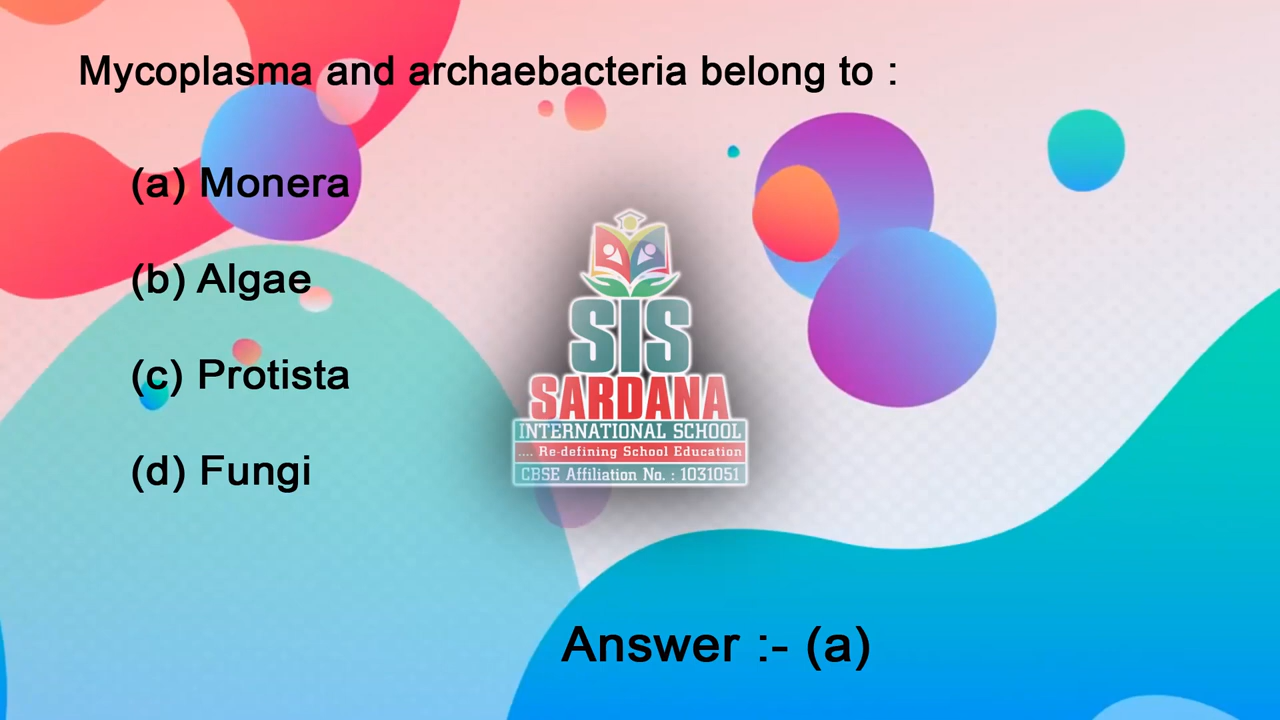 Mycoplasma and archaebacteria belong to :
(a) Monera
(b) Algae
(c) Protista
(d) Fungi
SIS
SARDANA
INTERNATIONAL SCHOOL
.... Re-defining School Education
CBSE Affiliation No. : 1031051
Answer :- (a)